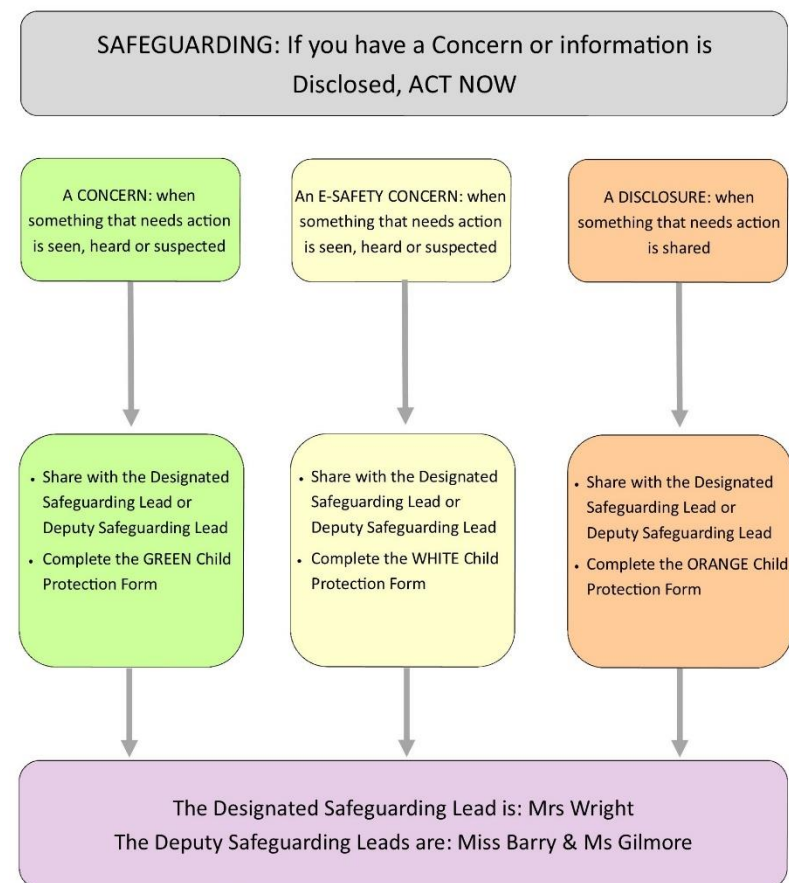 SAFEGUARDING: If you have a Concern or information is
Disclosed, ACT NOW
A CONCERN: when
something that needs action
is seen, heard or suspected
An E-SAFETY CONCERN: when
something that needs action
is seen, heard or suspected
A DISCLOSURE: when
something that needs action
is shared
• Share with the Designated
Safeguarding Lead or
Deputy Safeguarding Lead
• Complete the GREEN Child
Protection Form
• Share with the Designated
Safeguarding Lead or
Deputy Safeguarding Lead
• Complete the WHITE Child
Protection Form
• Share with the Designated
Safeguarding Lead or
Deputy Safeguarding Lead
• Complete the ORANGE Child
Protection Form
The Designated Safeguarding Lead is: Mrs Wright
The Deputy Safeguarding Leads are: Miss Barry & Ms Gilmore